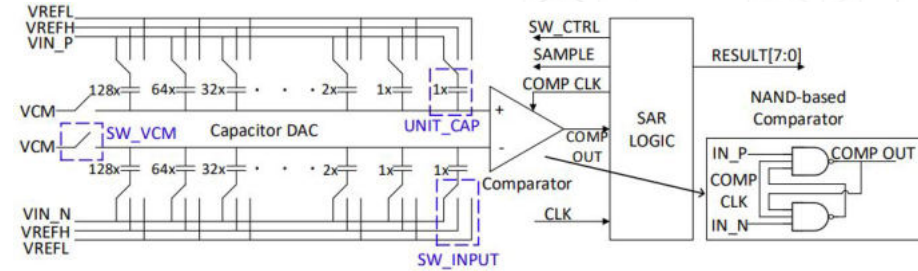 VREFL
VREFH
VIN_P
128x 64x 32x . . . 2x 1x 1x
VCM
VCM
SW_VCM
Capacitor DAC
UNIT_CAP
128x 64x 32x . . . 2x 1x 1x
VIN_N
VREFH
VREFL
SW_INPUT
+
-
Comparator
SW_CTRL
SAMPLE
COMP CLK
COMP
OUT
CLK
SAR
LOGIC
RESULT[7:0]
NAND-based
Comparator
IN_P
COMP OUT
COMP
CLK
IN_N